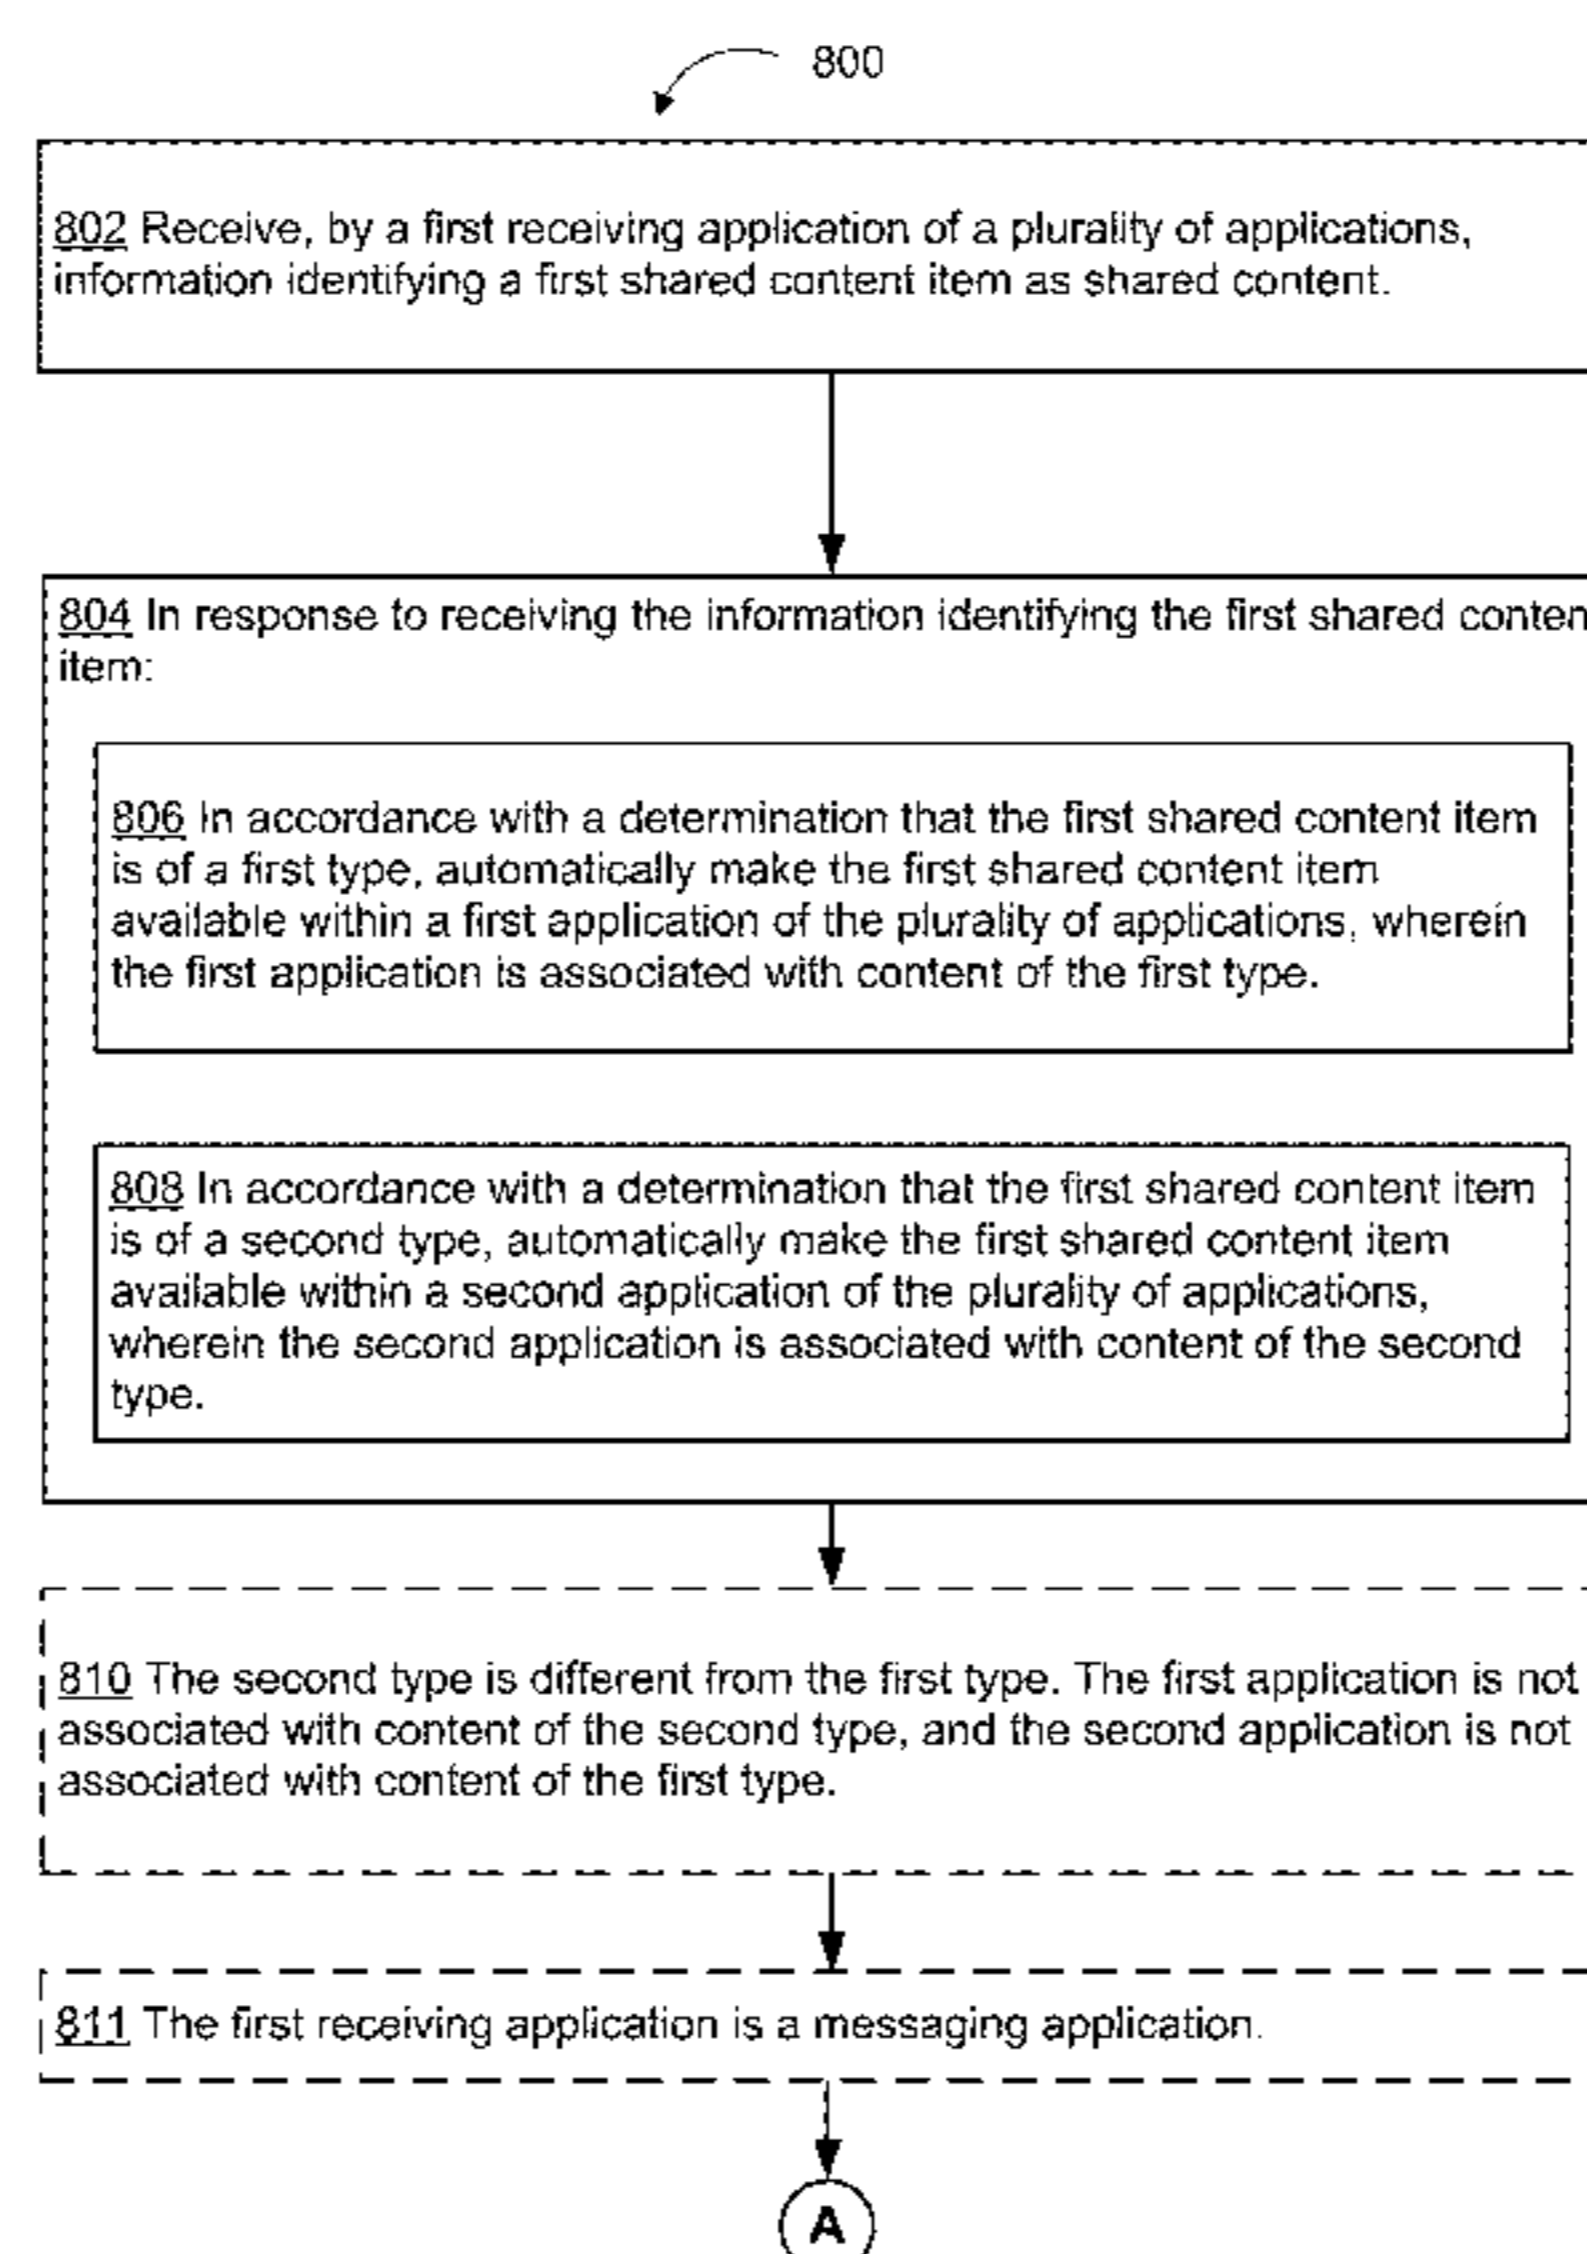 800
802 Receive, by a first receiving application of a plurality of applications,
information identifying a first shared content item as shared content.
804 In response to receiving the information identifying the first shared conten
item:
806 In accordance with a determination that the first shared content item
is of a first type, automatically make the first shared content item
available within a first application of the plurality of applications, wherein
the first application is associated with content of the first type.
808 In accordance with a determination that the first shared content item
is of a second type, automatically make the first shared content item
available within a second application of the plurality of applications,
wherein the second application is associated with content of the second
type.
810 The second type is different from the first type. The first application is not
associated with content of the second type, and the second application is not
associated with content of the first type.
811 The first receiving application is a messaging application.
A